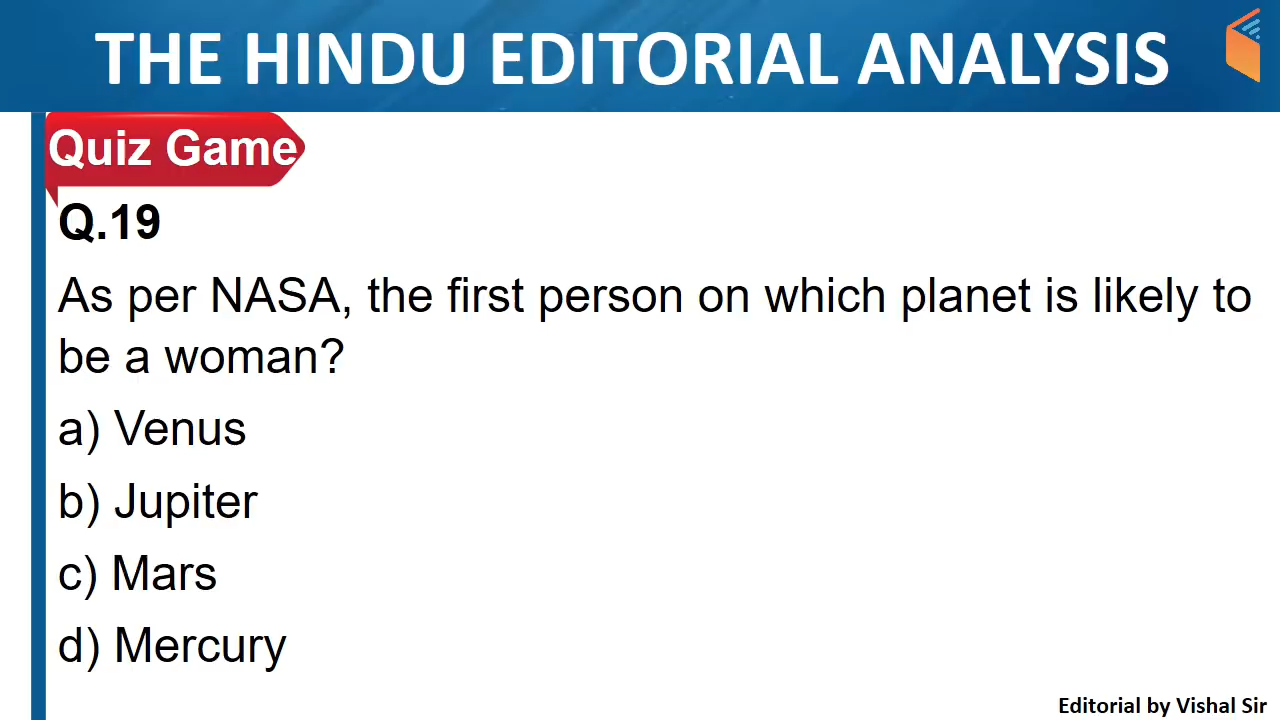 THE HINDU EDITORIAL ANALYSIS
Quiz Game
Q.19
As per NASA, the first person on which planet is likely to
be a woman?
a) Venus
b) Jupiter
c) Mars
d) Mercury
Editorial by Vishal Sir